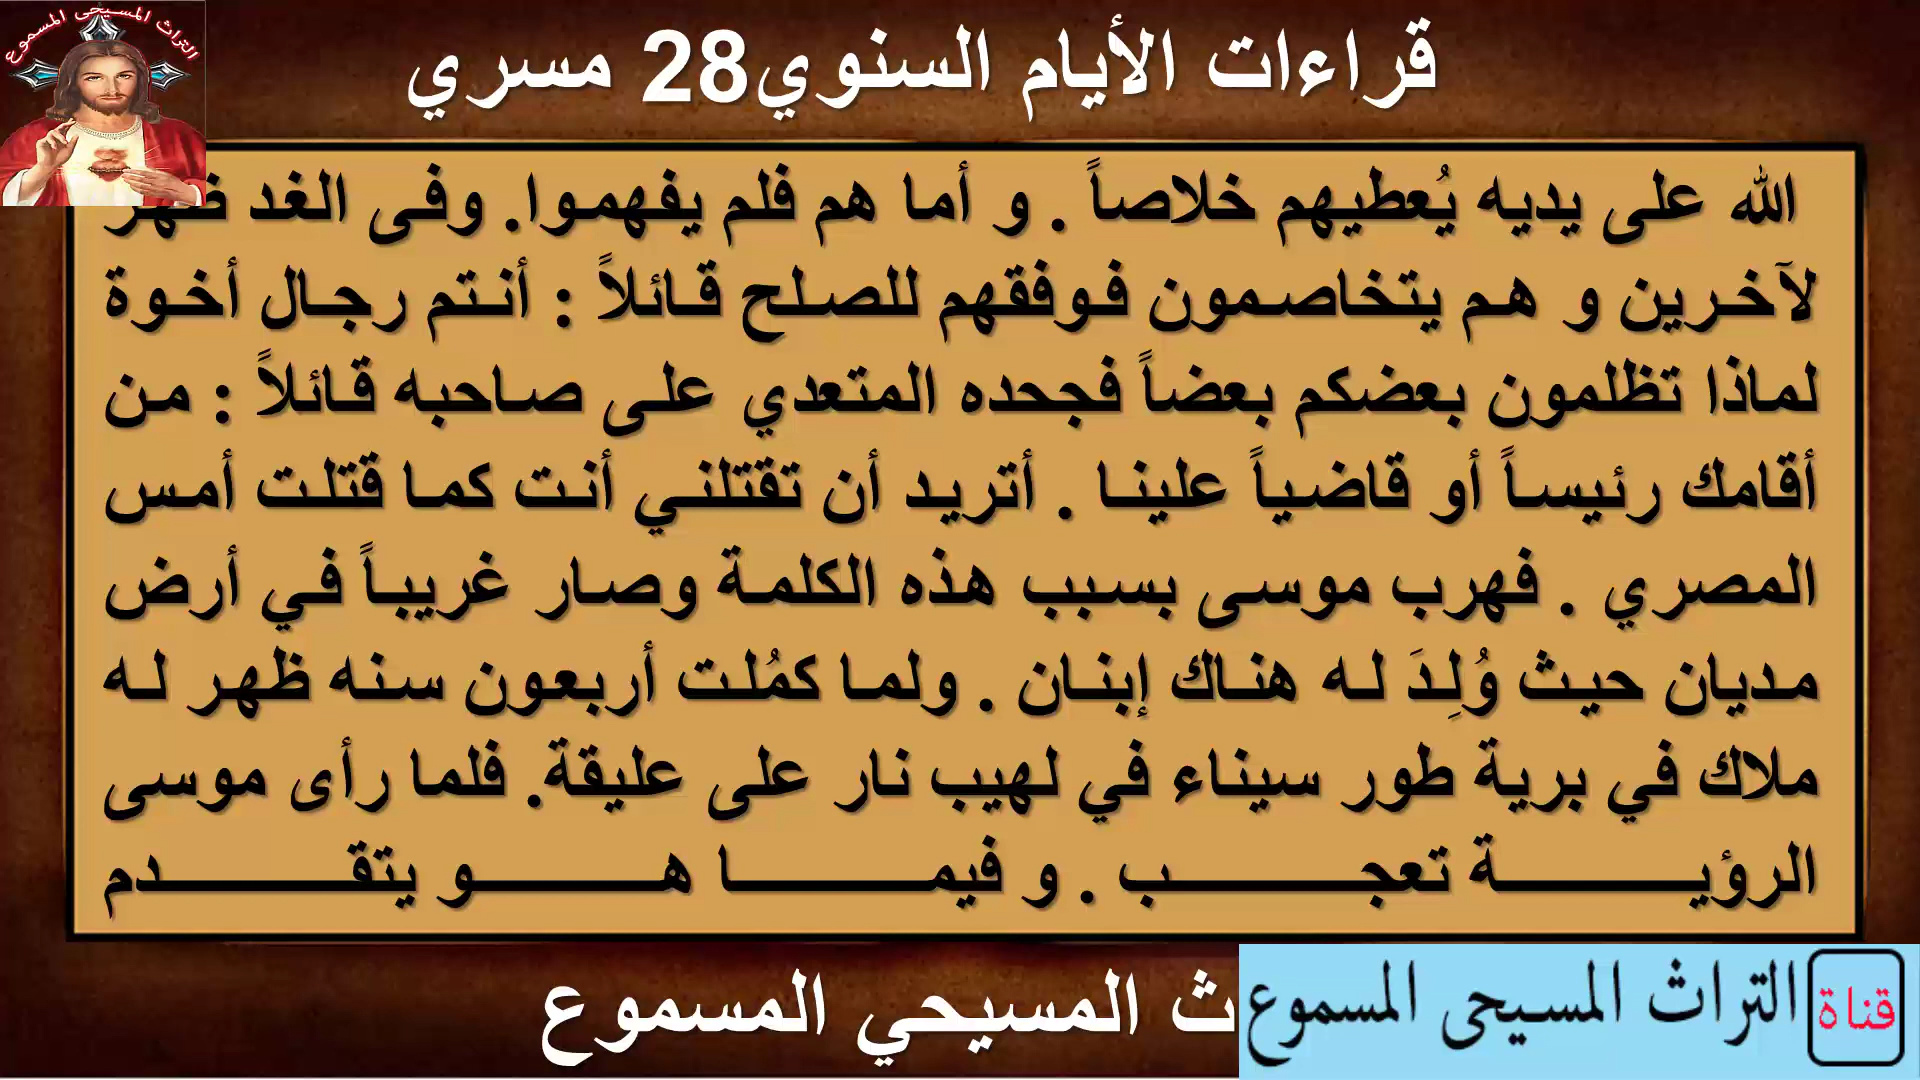 التراث المسيحى المسموع
قراءات الأيام السنوي28 مسري
الله على يديه يُعطيهم خلاصاً . و أما هم فلم يفهموا. وفى الغد ظهر
لآخرين و هم يتخاصمون فوفقهم للصلح قائلاً : أنتم رجال أخوة
لماذا تظلمون بعضكم بعضاً فجحده المتعدي على صاحبه قائلاً : من
أقامك رئيساً أو قاضياً علينا . أتريد أن تقتلني أنت كما قتلت أمس
المصري . فهرب موسى بسبب هذه الكلمة وصار غريباً في أرض
مديان حيث وُلِدَ له هناك إبنان . ولما كمُلت أربعون سنه ظهر له
ملاك في برية طور سيناء في لهيب نار على عليقة. فلما رأى موسى
الرؤية تعجب . و فيما هو يتقدم
قناة التراث المسيحى المسموع
ث المسيحي المسموع